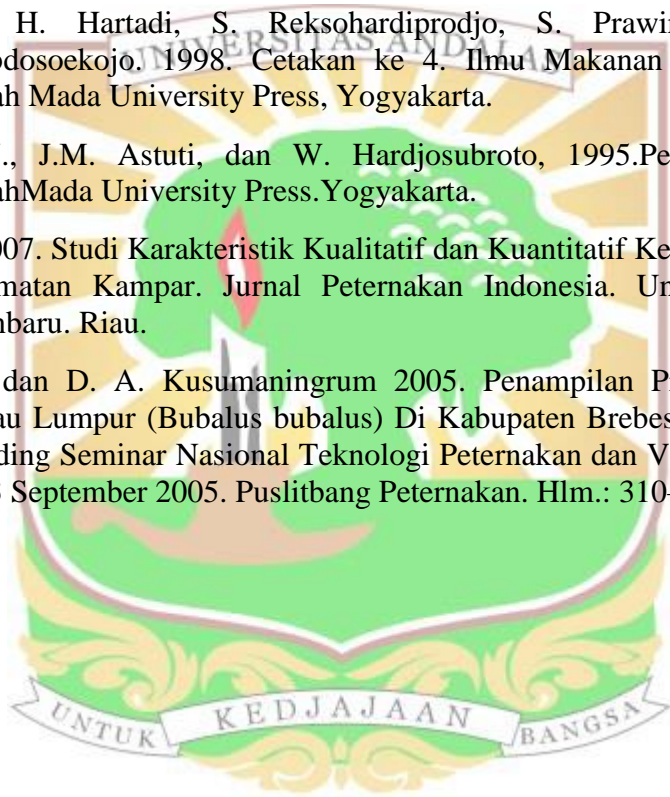 H. Hartadi, S. Reksohardiprodjo, S. Prawi
dosoekojo. 1998. Cetakan ke 4. Ilmu Makanan
ah Mada University Press, Yogyakarta.
., J.M. Astuti, dan W. Hardjosubroto, 1995.Pe
ahMada University Press.Yogyakarta.
007. Studi Karakteristik Kualitatif dan Kuantitatif Ke
matan Kampar. Jurnal Peternakan Indonesia. Un
nbaru. Riau.
dan D. A. Kusumaningrum 2005. Penampilan P
au Lumpur (Bubalus bubalus) Di Kabupaten Brebes
ding Seminar Nasional Teknologi Peternakan dan V
September 2005. Puslitbang Peternakan. Hlm.: 310-
UNIVERSITAS ANDALAS
UNTUK KEDJAJAAN BANGSA